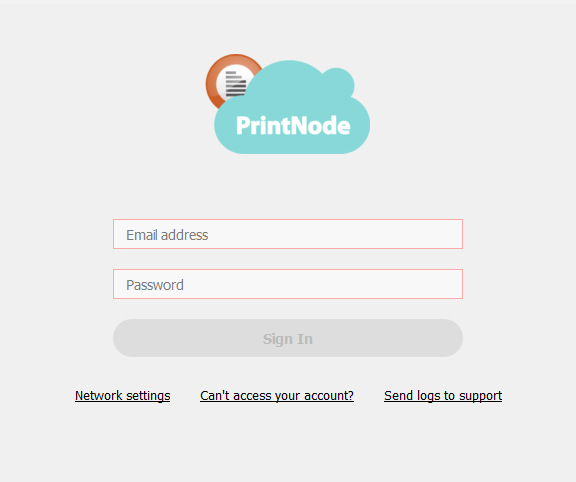 PrintNode
Email address
Password
Sign In
Network settings Can't access your account? Send logs to support